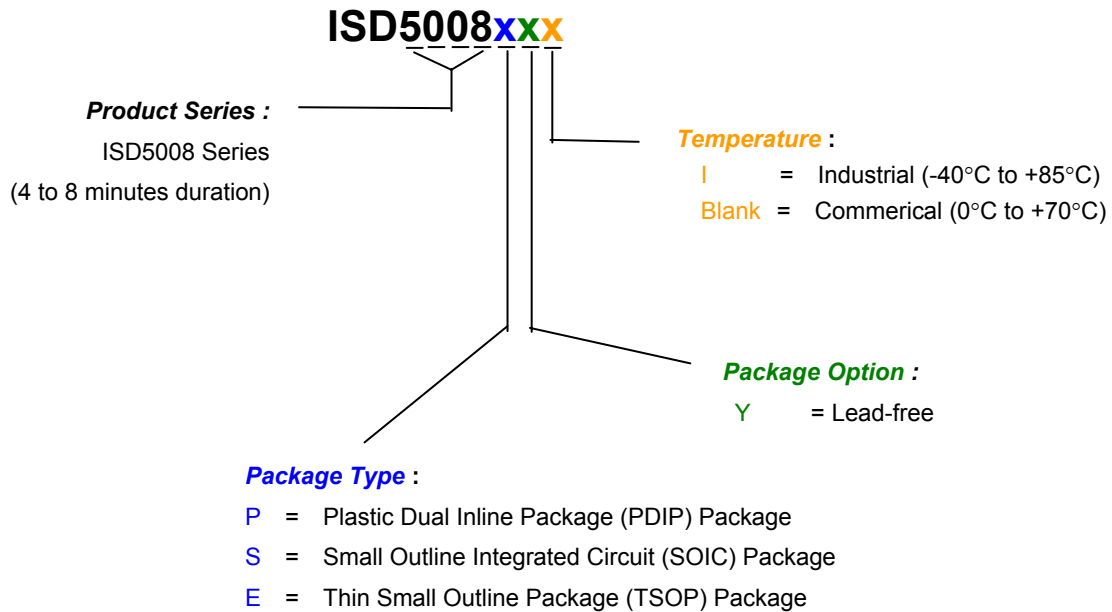 ISD5008xxx
Product Series :
ISD5008 Series
(4 to 8 minutes duration)
Temperature :
I = Industrial (-40°C to +85°C)
Blank = Commerical (0°C to +70°C)
Package Option :
Y = Lead-free
Package Type :
P = Plastic Dual Inline Package (PDIP) Package
S = Small Outline Integrated Circuit (SOIC) Package
E = Thin Small Outline Package (TSOP) Package